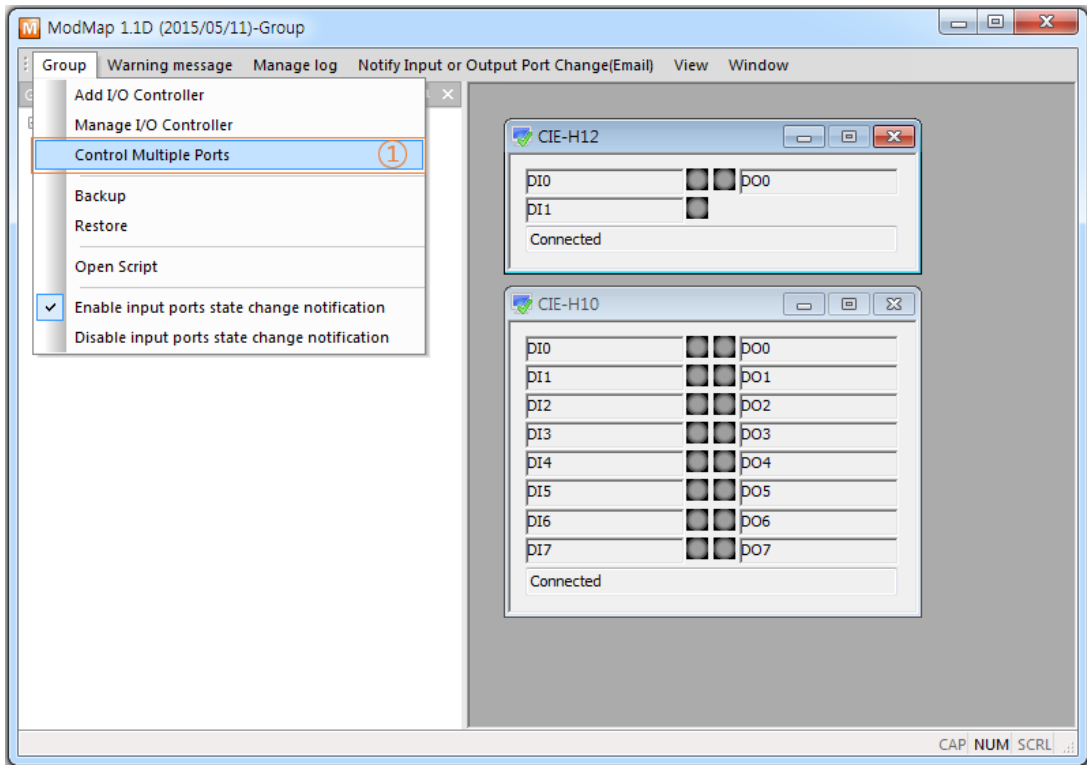 ModMap 1.1D (2015/05/11)-Group
Group Warning message Manage log Notify Input or Output Port Change(Email) View Window
Add I/O Controller
Manage I/O Controller
Control Multiple Ports ①
Backup
Restore
Open Script
Enable input ports state change notification
Disable input ports state change notification
CIE-H12
DI0 DO0
DI1
Connected
CIE-H10
DI0 DO0
DI1 DO1
DI2 DO2
DI3 DO3
DI4 DO4
DI5 DO5
DI6 DO6
DI7 DO7
Connected
CAP NUM SCRL